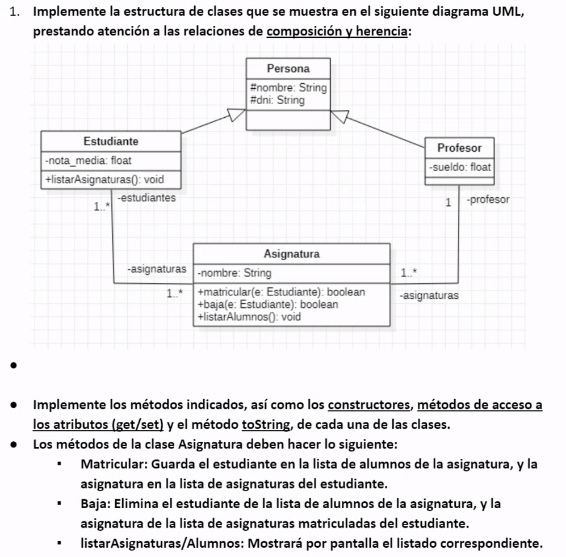 1. Implemente la estructura de clases que se muestra en el siguiente diagrama UML,
prestando atención a las relaciones de composición y herencia:
Persona
#nombre: String
#dni: String
Estudiante
-nota_media: float
+listarAsignaturas(): void
Profesor
-sueldo: float
1..*
-estudiantes
1
-profesor
Asignatura
-nombre: String
+matricular(e: Estudiante): boolean
+baja(e: Estudiante): boolean
+listarAlumnos(): void
-asignaturas
1..*
1..*
-asignaturas
●
● Implemente los métodos indicados, así como los constructores, métodos de acceso a
los atributos (get/set) y el método toString, de cada una de las clases.
● Los métodos de la clase Asignatura deben hacer lo siguiente:
▪ Matricular: Guarda el estudiante en la lista de alumnos de la asignatura, y la
asignatura en la lista de asignaturas del estudiante.
▪ Baja: Elimina el estudiante de la lista de alumnos de la asignatura, y la
asignatura de la lista de asignaturas matriculadas del estudiante.
▪ listarAsignaturas/Alumnos: Mostrará por pantalla el listado correspondiente.